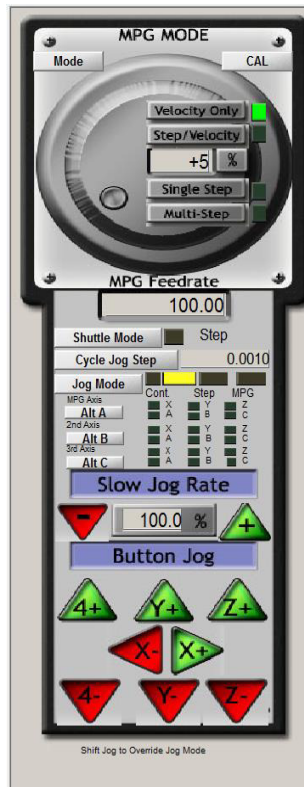 MPG MODE
Mode CAL
Velocity Only
Step/Velocity
+5 %
Single Step
Multi-Step
MPG Feedrate
100.00
Shuttle Mode Step
Cycle Jog Step 0.0010
Jog Mode
Cont. Step MPG
MPG Axis
Alt A X Y Z
A B C
2nd Axis
Alt B X Y Z
A B C
3rd Axis
Alt C X Y Z
A B C
Slow Jog Rate
- 100.0 % +
Button Jog
4+ Y+ Z+
X- X+
4- Y- Z-
Shift Jog to Override Jog Mode